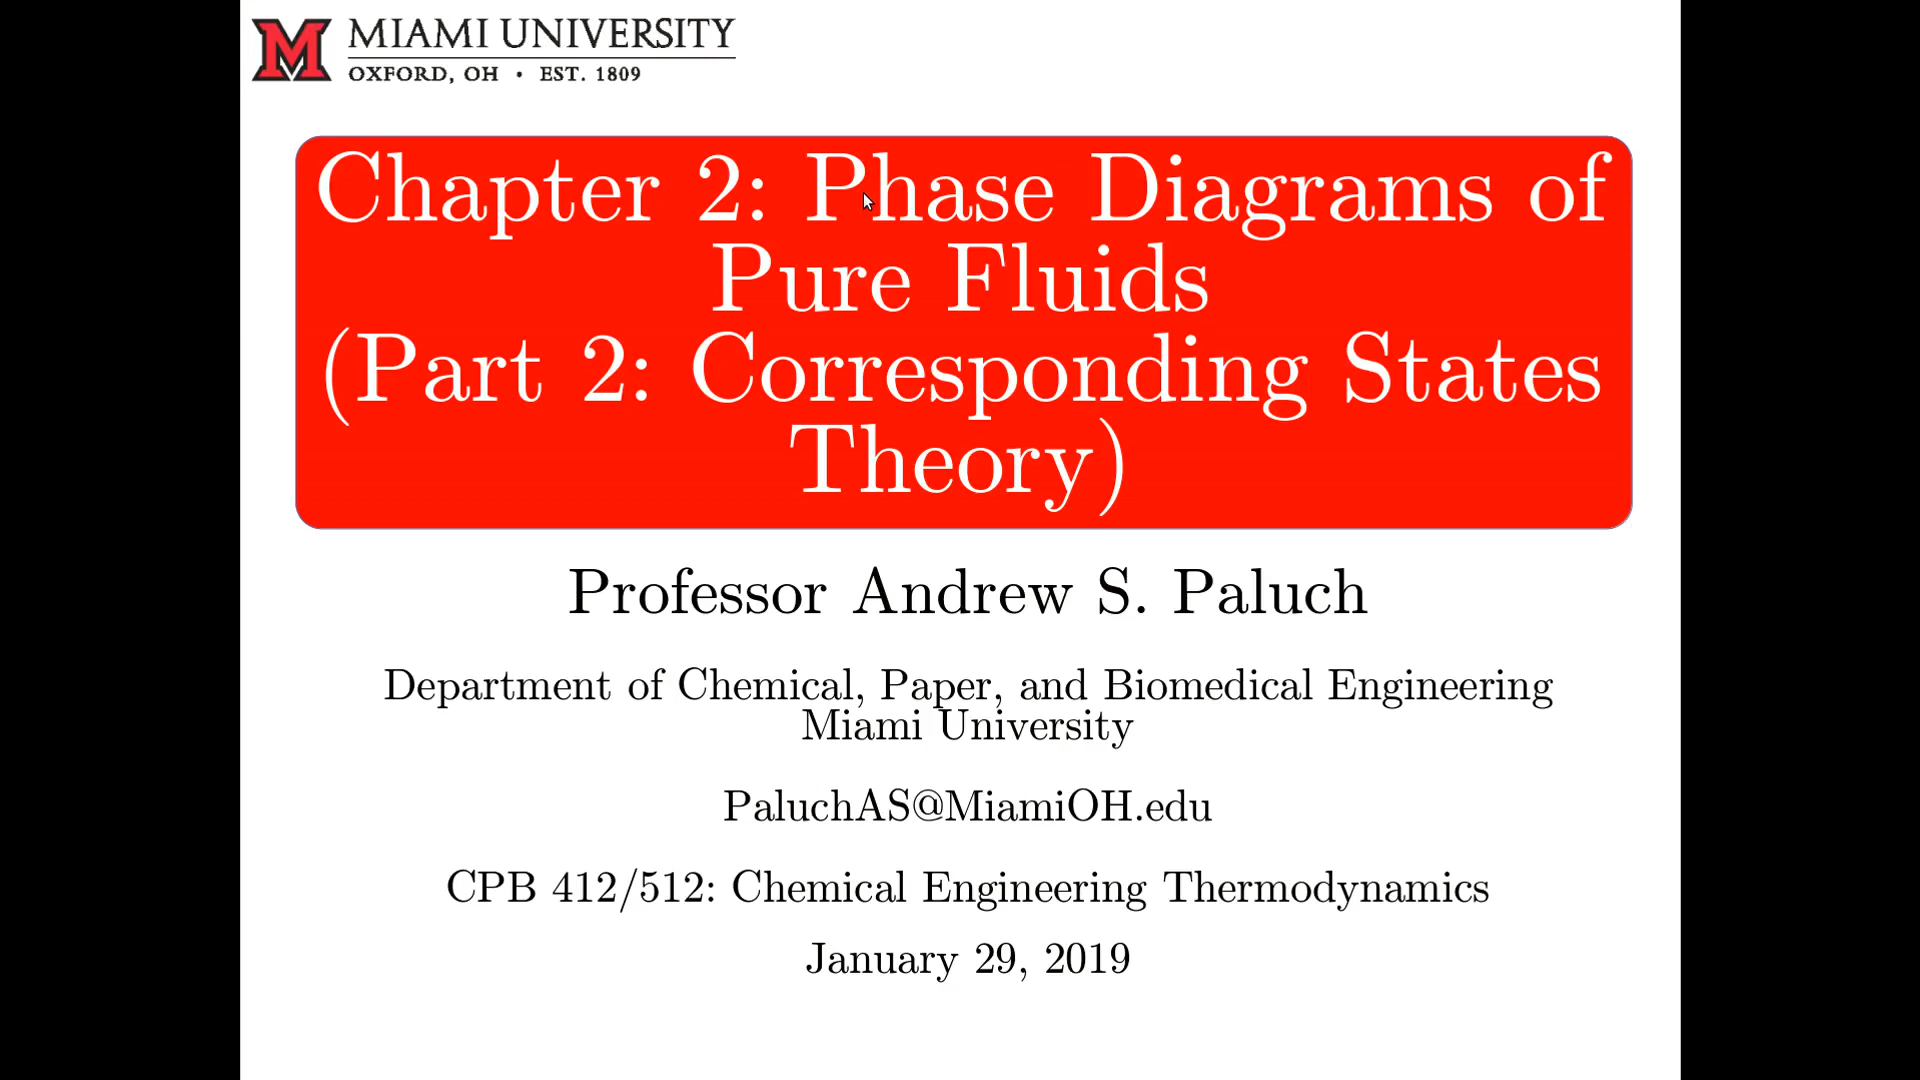 MIAMI UNIVERSITY
OXFORD, OH • EST. 1809
Chapter 2: Phase Diagrams of
Pure Fluids
(Part 2: Corresponding States
Theory)
Professor Andrew S. Paluch
Department of Chemical, Paper, and Biomedical Engineering
Miami University
PaluchAS@MiamiOH.edu
CPB 412/512: Chemical Engineering Thermodynamics
January 29, 2019